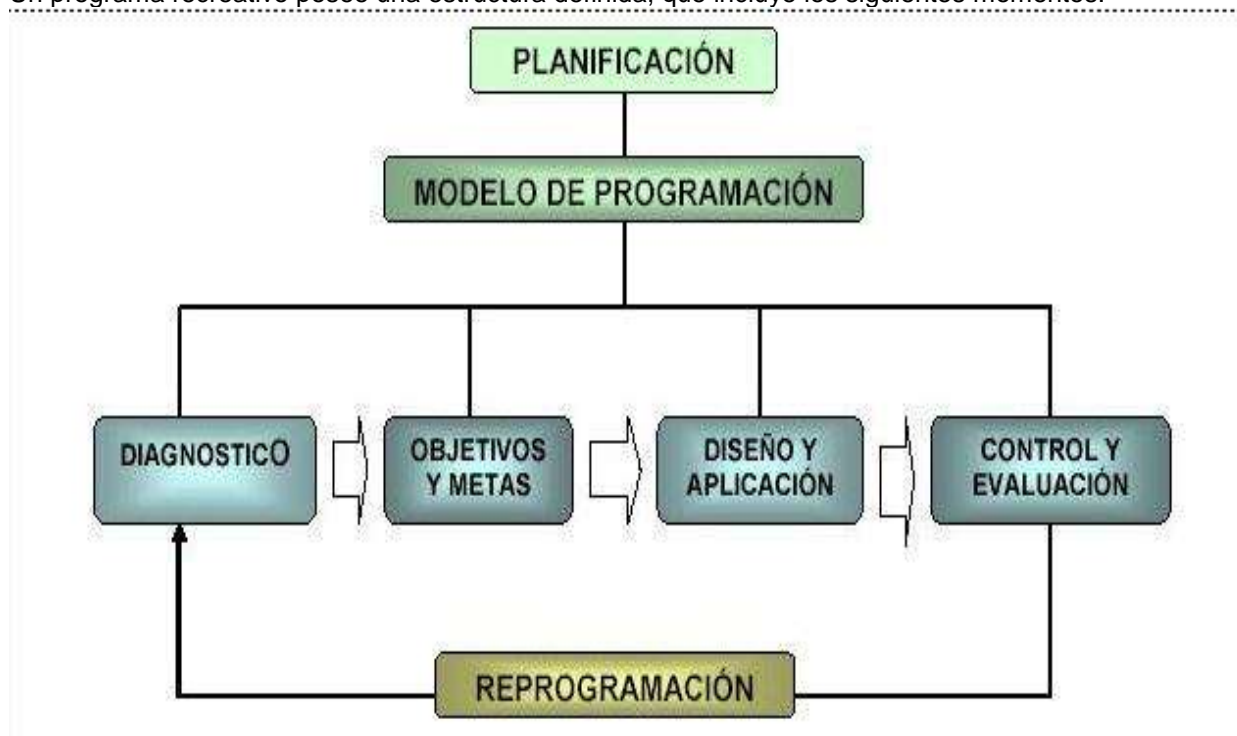 Un programa recreativo posee una estructura definida, que incluye los siguientes momentos:
PLANIFICACIÓN
MODELO DE PROGRAMACIÓN
DIAGNOSTICO
OBJETIVOS
Y METAS
DISEÑO Y
APLICACIÓN
CONTROL Y
EVALUACIÓN
REPROGRAMACIÓN